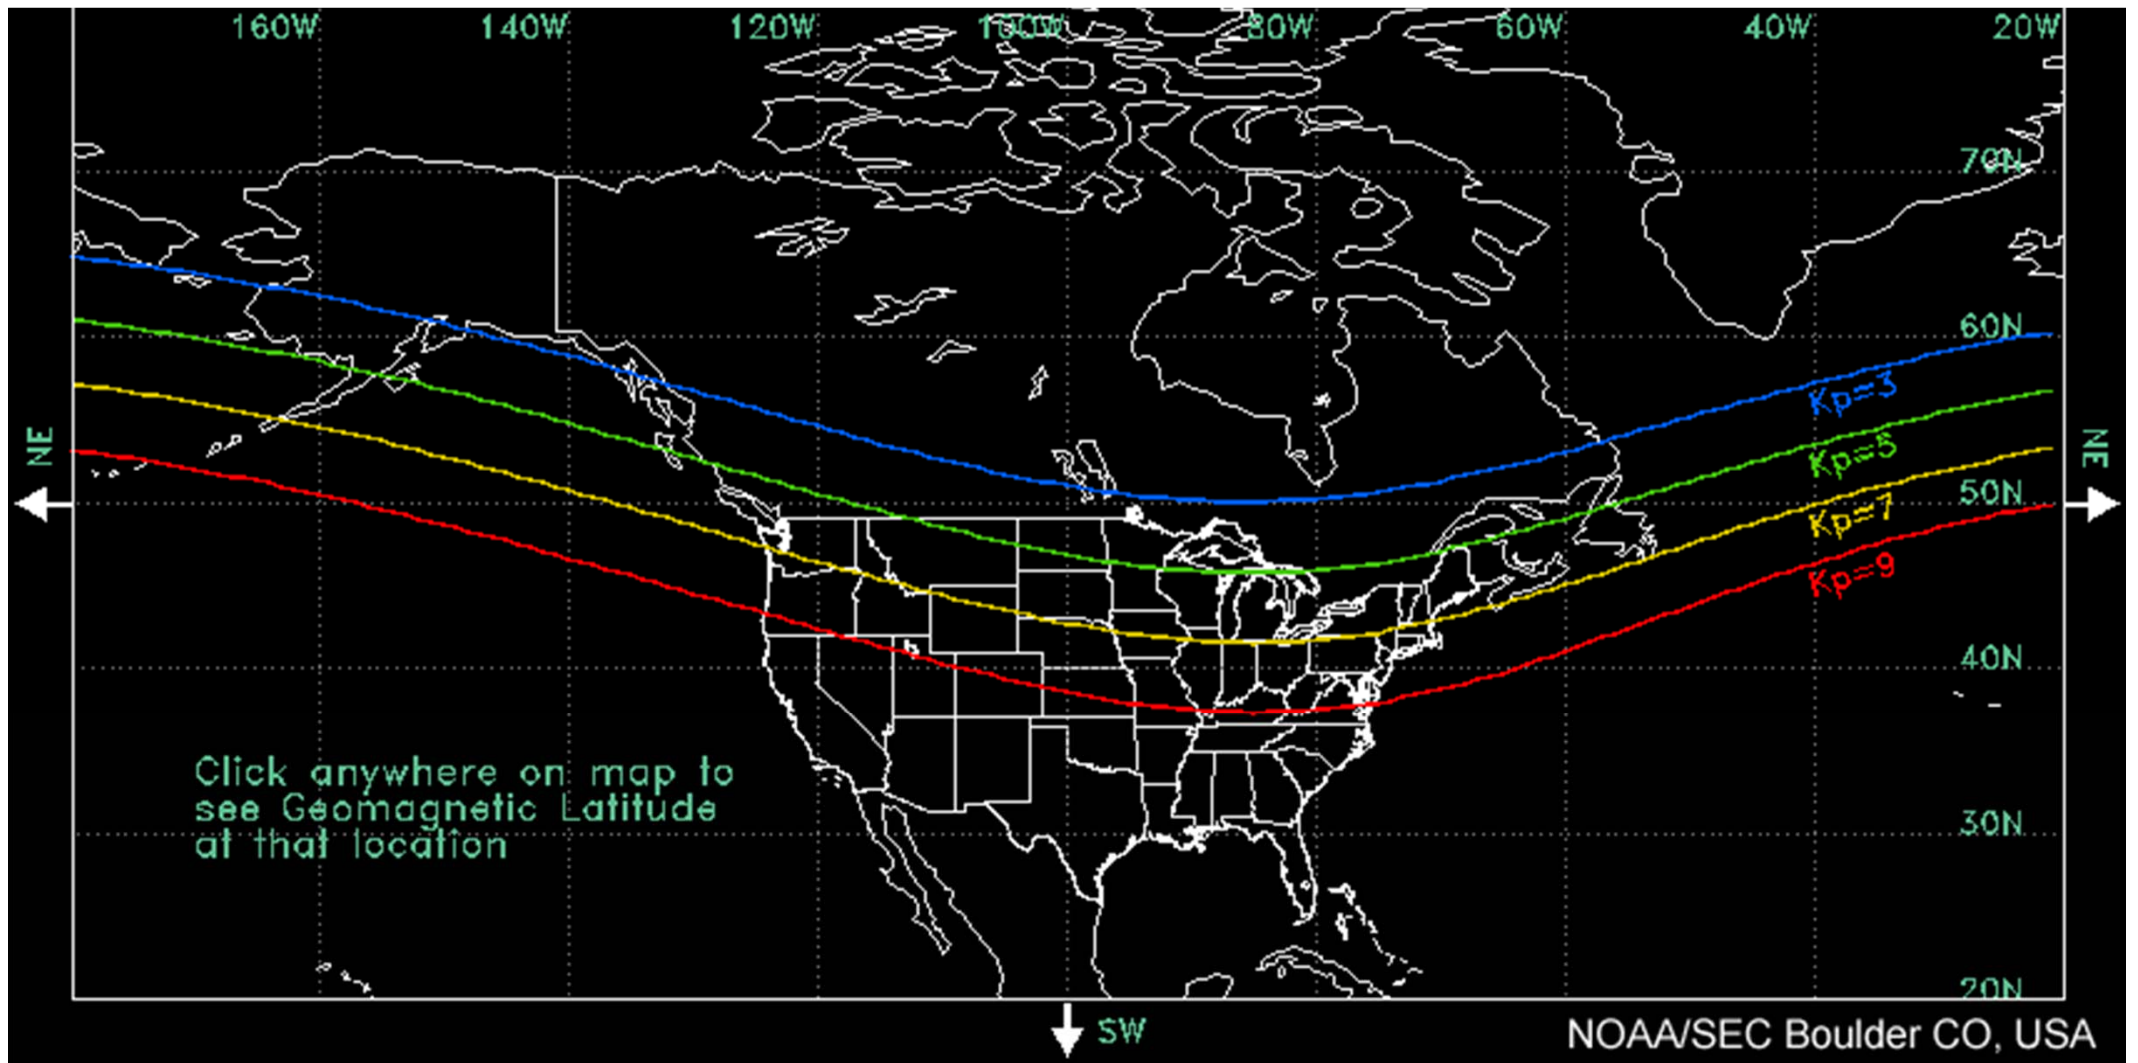 160W 140W 120W 100W 80W 60W 40W 20W
70N
60N
Kp=3
NE
NE
Kp=5
50N
Kp=7
Kp=9
40N
Click anywhere on map to
see Geomagnetic Latitude
at that location
30N
20N
SW
NOAA/SEC Boulder CO, USA